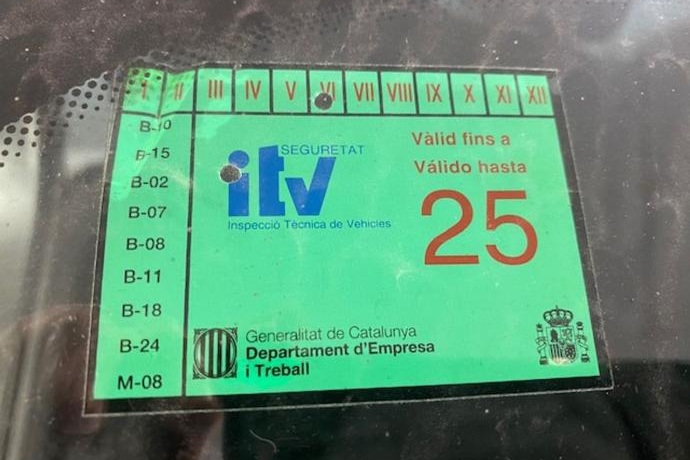 I II III IV V VI VII VIII IX X XI XII
B-15
B-02
B-07
B-08
B-11
B-18
B-24
M-08
SEGURETAT
itv
Inspecció Tècnica de Vehicles
Vàlid fins a
Válido hasta
25
Generalitat de Catalunya
Departament d'Empresa
i Treball